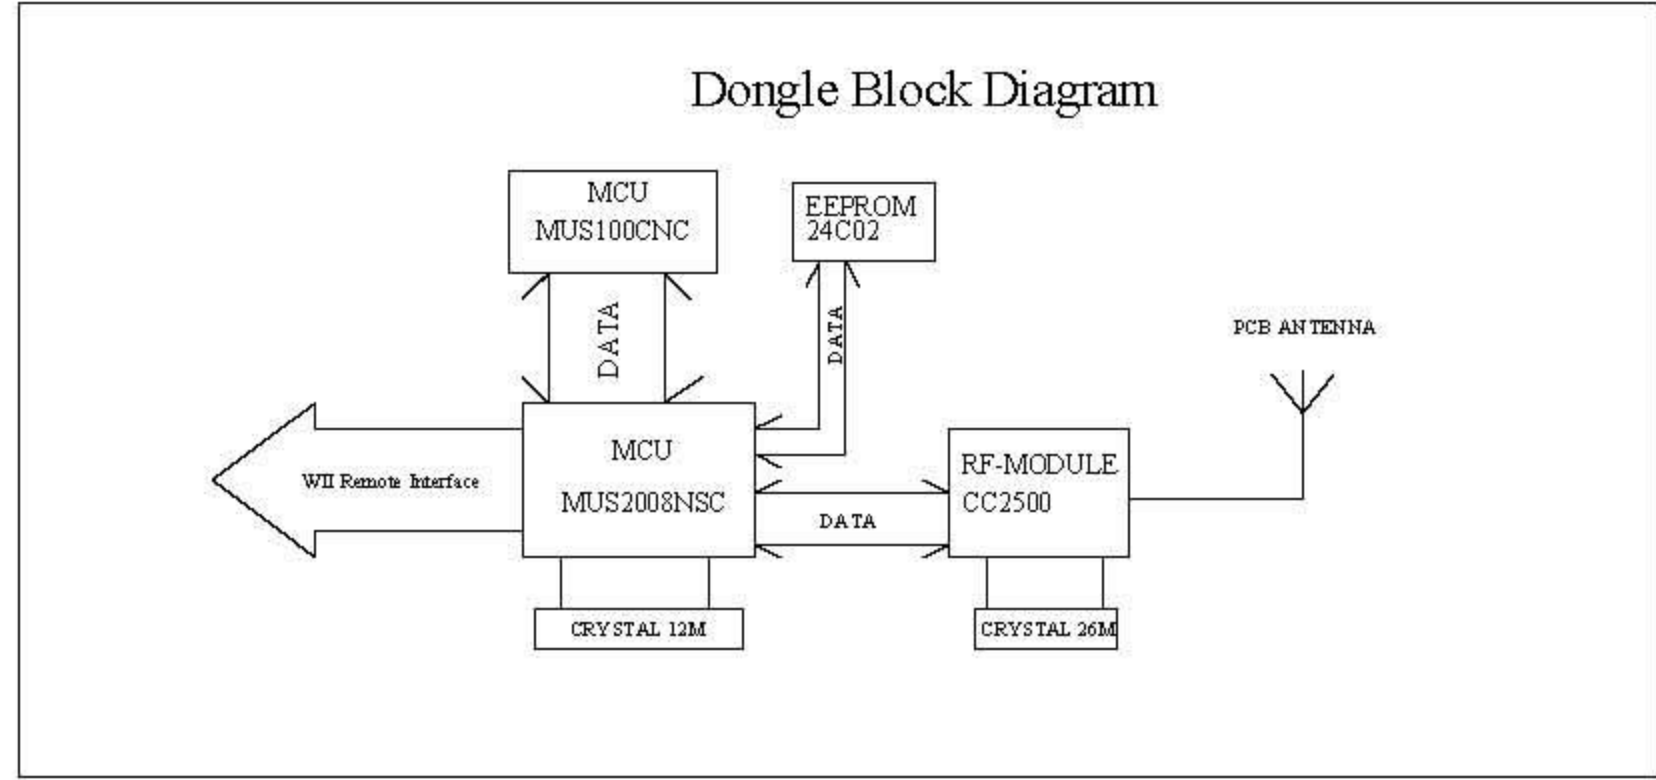 Dongle Block Diagram
MCU
MUS100CNC
EEPROM
24C02
DATA
DATA
PCB ANTENNA
WII Remote Interface
MCU
MUS2008NSC
DATA
RF-MODULE
CC2500
CRYSTAL 12M
CRYSTAL 26M